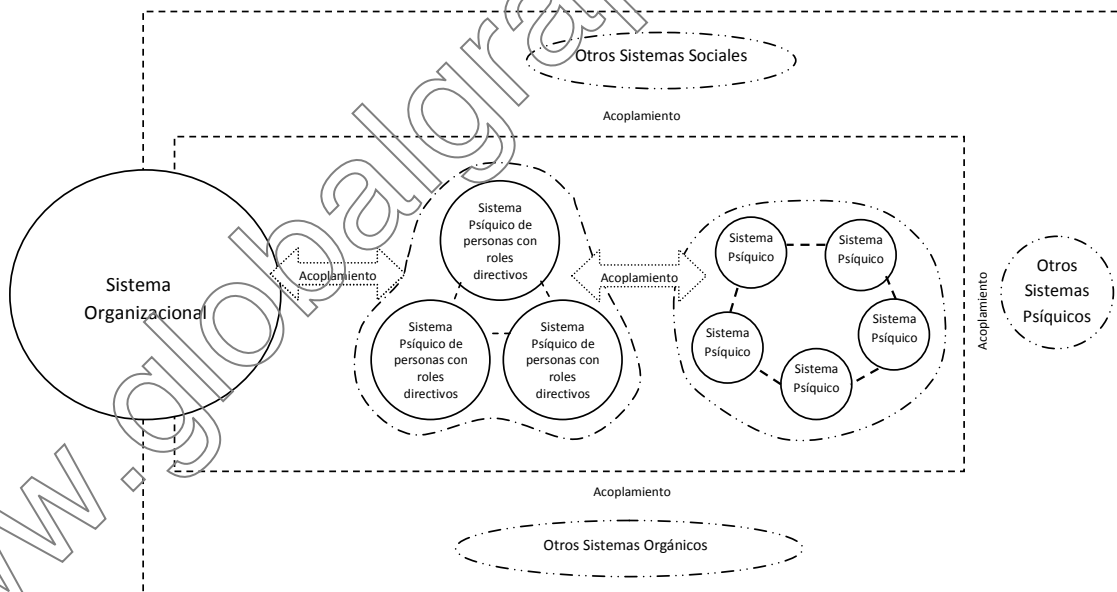 Otros Sistemas Sociales
Acoplamiento
Sistema
Organizacional
Acoplamiento
Sistema
Psíquico de
personas con
roles
directivos
Sistema
Psíquico de
personas con
roles
directivos
Sistema
Psíquico de
personas con
roles
directivos
Acoplamiento
Sistema
Psíquico
Sistema
Psíquico
Sistema
Psíquico
Sistema
Psíquico
Sistema
Psíquico
Acoplamiento
Otros
Sistemas
Psíquicos
Acoplamiento
Otros Sistemas Orgánicos
www.globalgrap